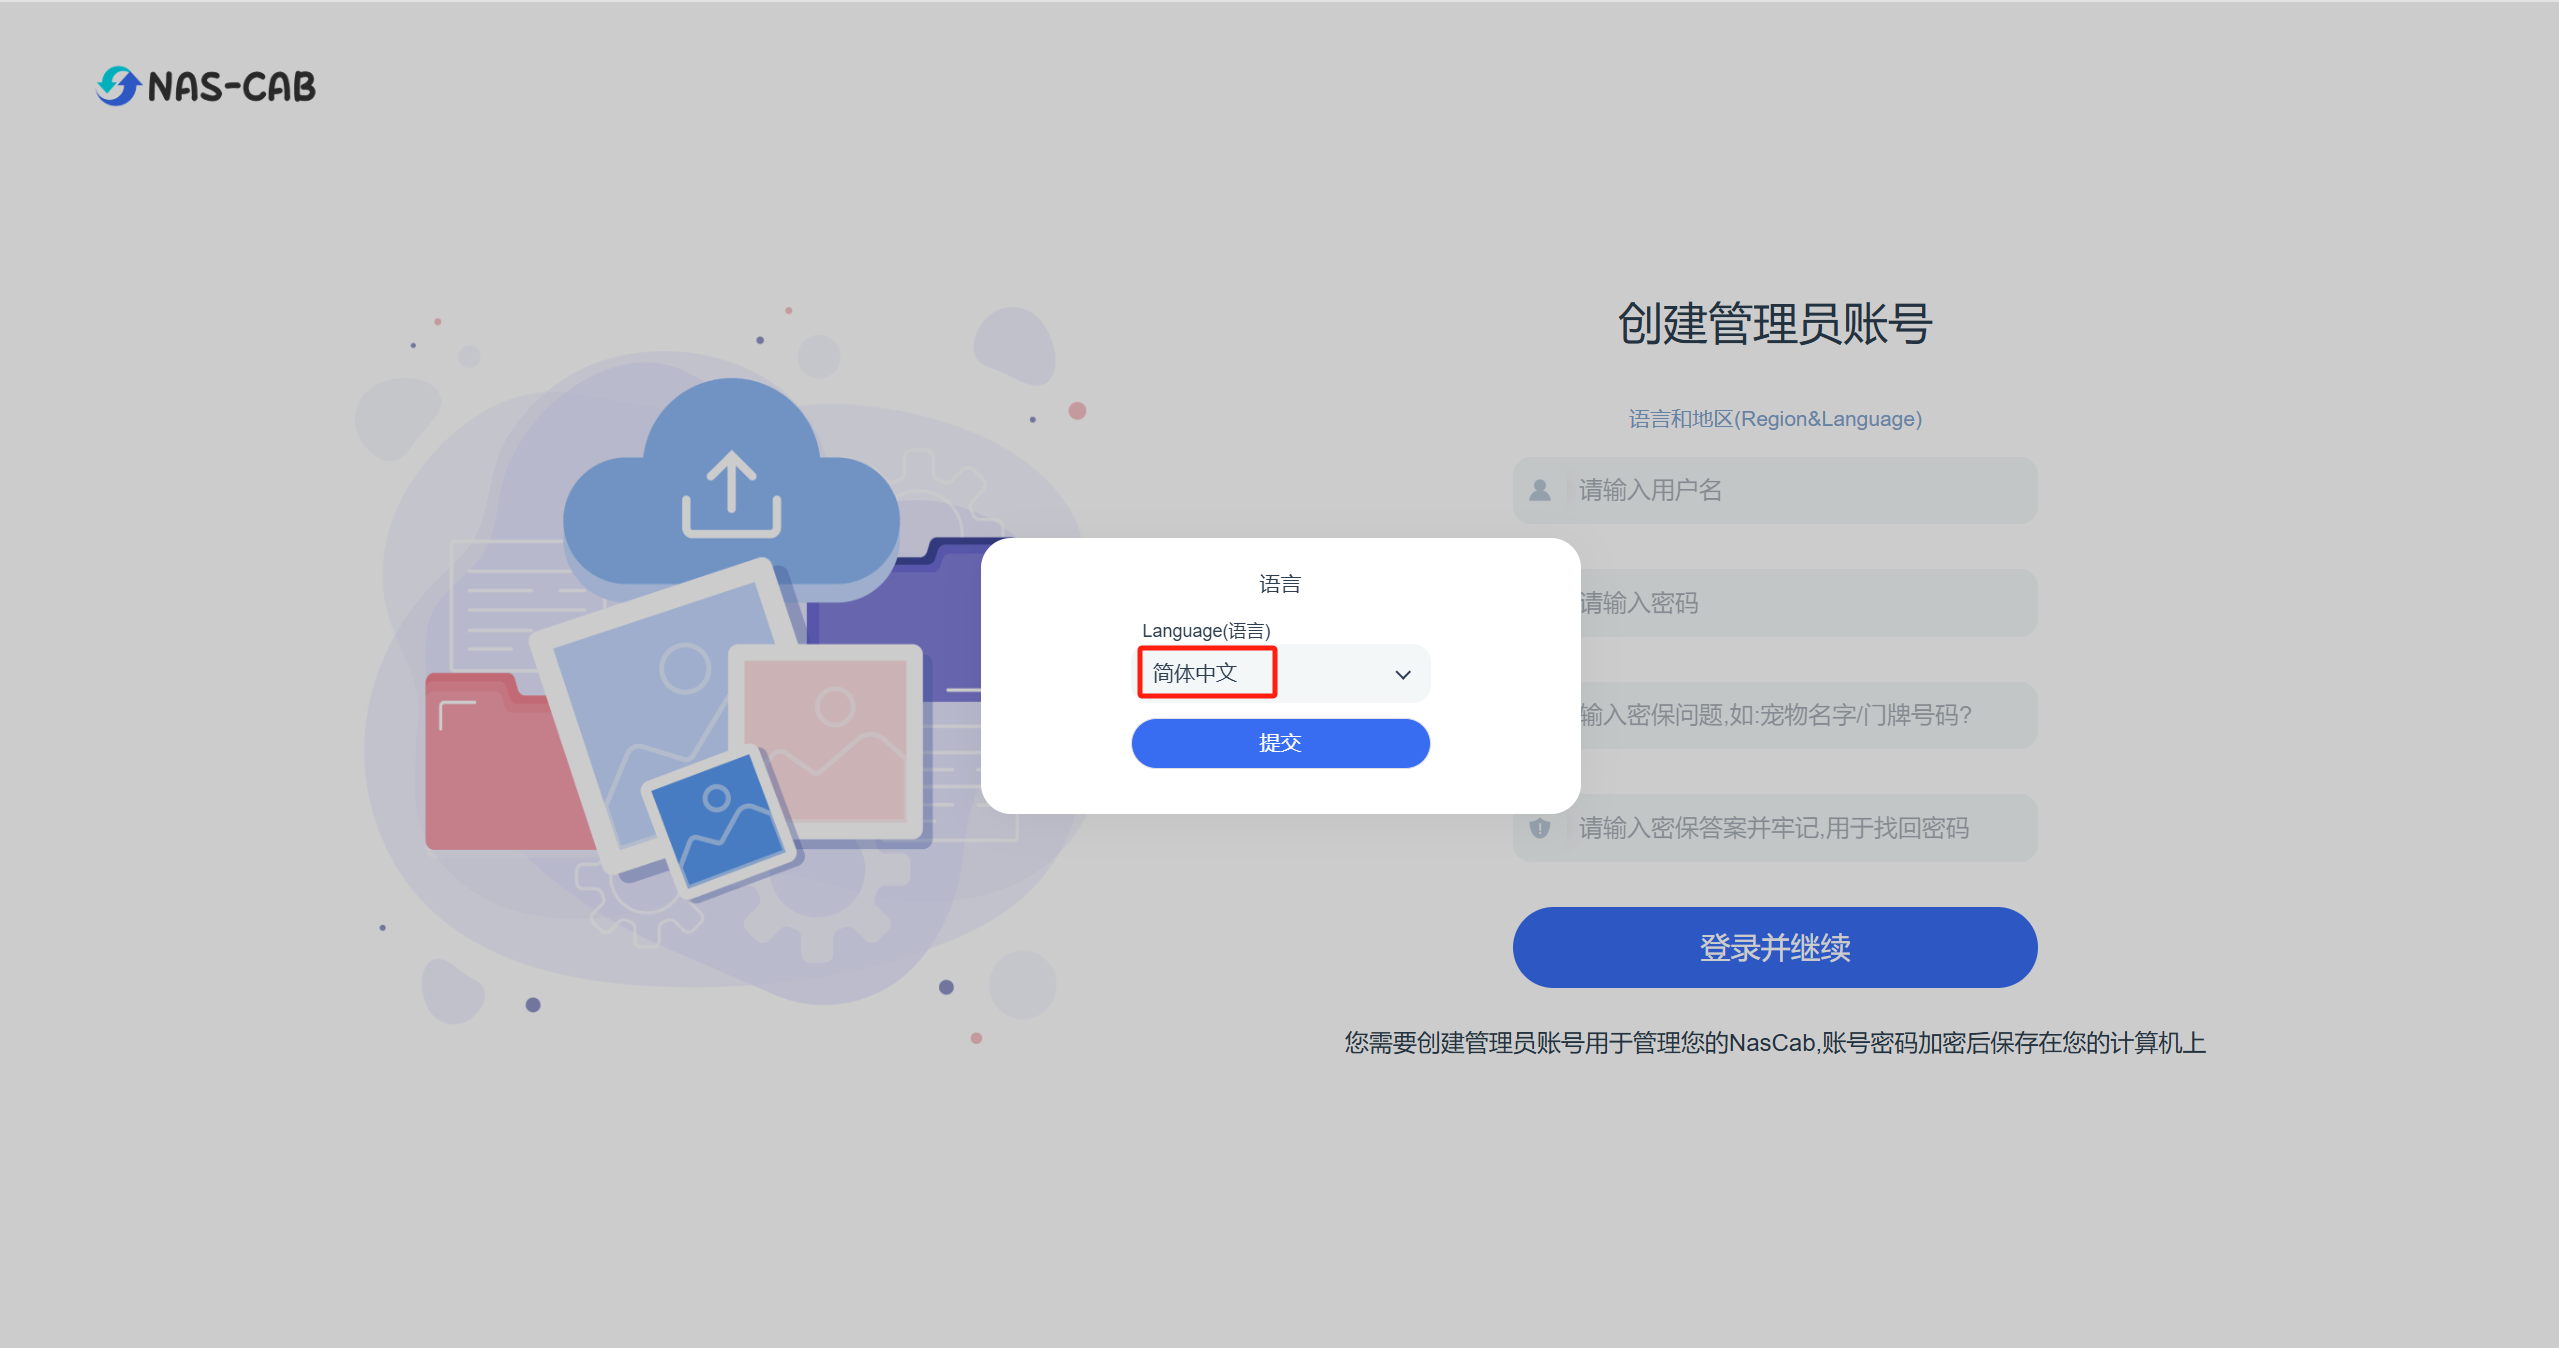 NAS-CAB
创建管理员账号
语言和地区(Region&Language)
请输入用户名
请输入密码
输入密保问题,如:宠物名字/门牌号码?
请输入密保答案并牢记,用于找回密码
登录并继续
您需要创建管理员账号用于管理您的NasCab,账号密码加密后保存在您的计算机上
语言
Language(语言)
简体中文
提交